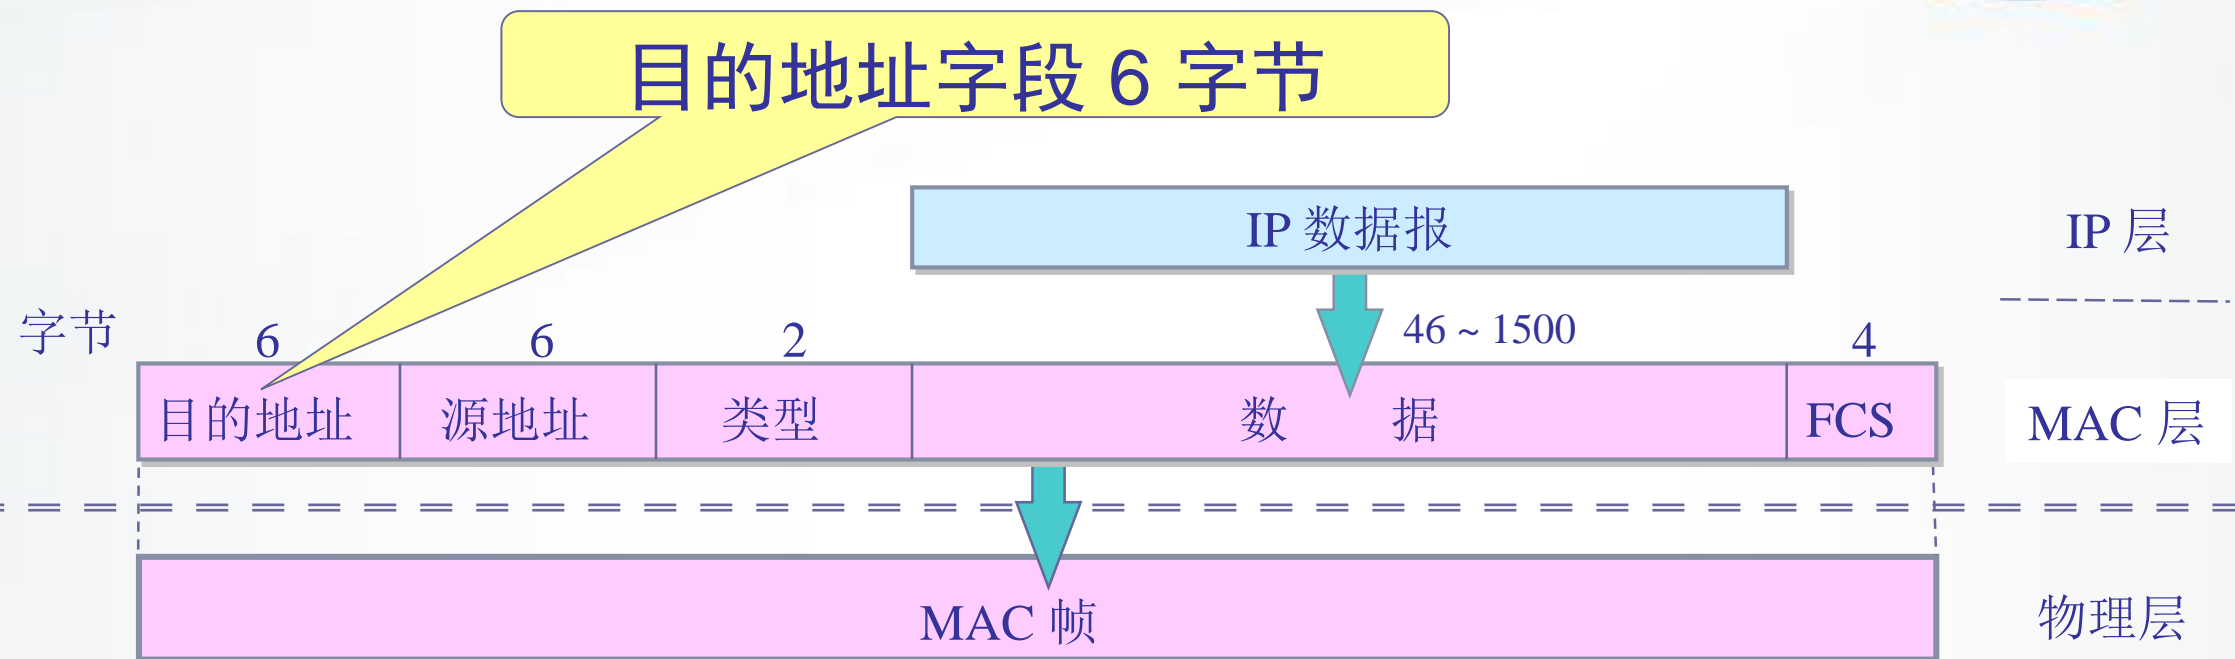 目的地址字段 6 字节
IP 数据报
IP 层
字节
6
6
2
46 ~ 1500
4
目的地址
源地址
类型
数 据
FCS
MAC 层
MAC 帧
物理层